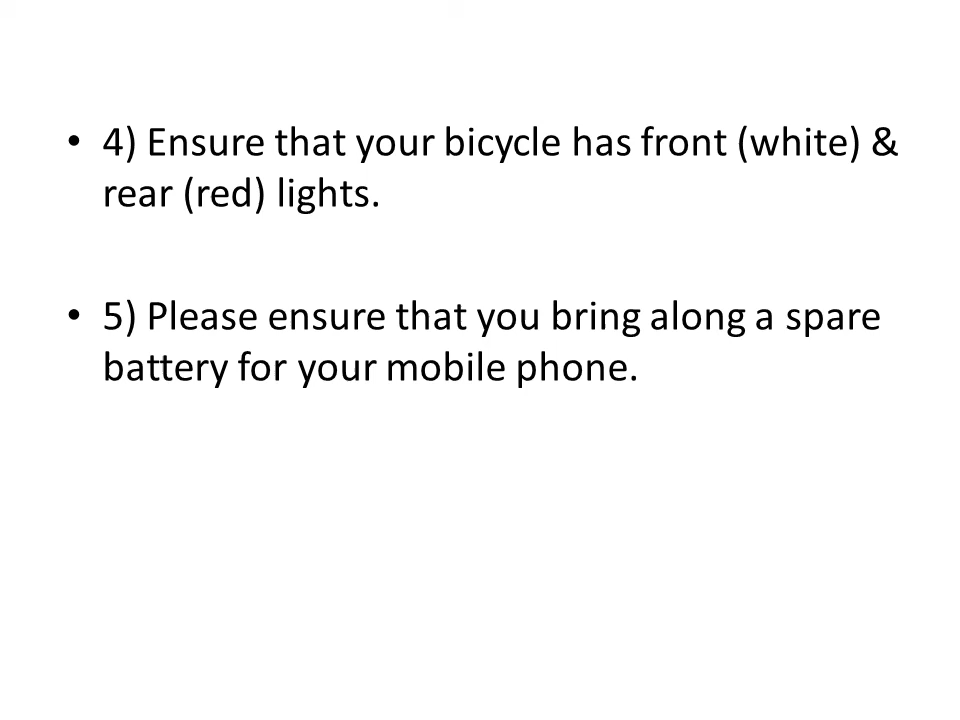 • 4) Ensure that your bicycle has front (white) &
rear (red) lights.
• 5) Please ensure that you bring along a spare
battery for your mobile phone.